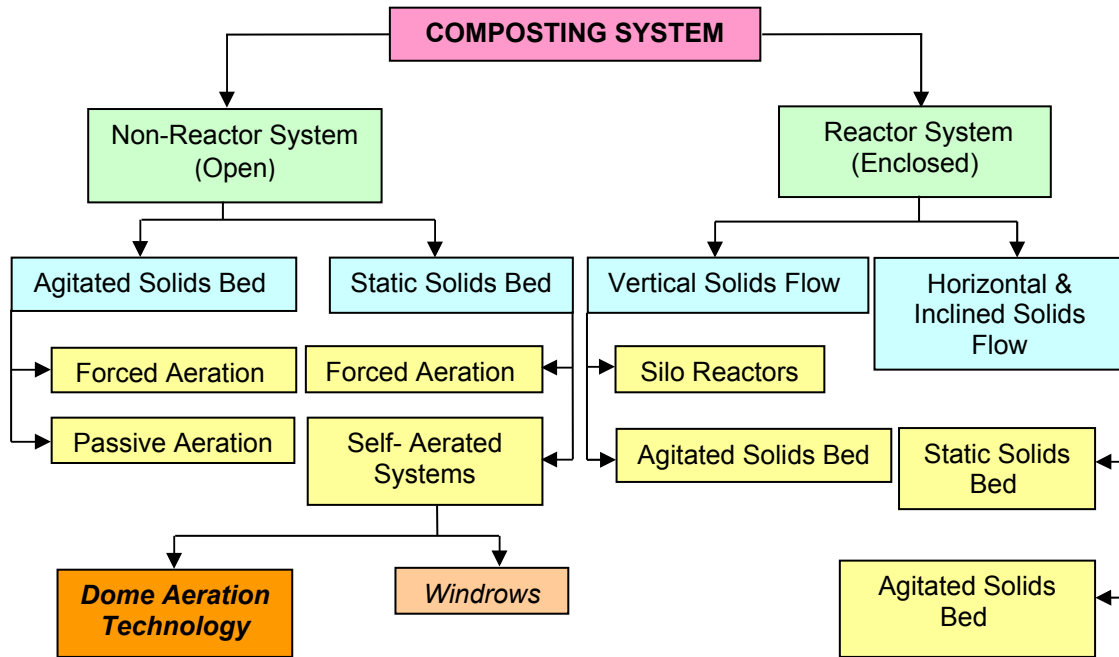 COMPOSTING SYSTEM
Non-Reactor System
(Open)
Reactor System
(Enclosed)
Agitated Solids Bed
Static Solids Bed
Vertical Solids Flow
Horizontal &
Inclined Solids
Flow
Forced Aeration
Forced Aeration
Silo Reactors
Passive Aeration
Self- Aerated
Systems
Agitated Solids Bed
Static Solids
Bed
Dome Aeration
Technology
Windrows
Agitated Solids
Bed